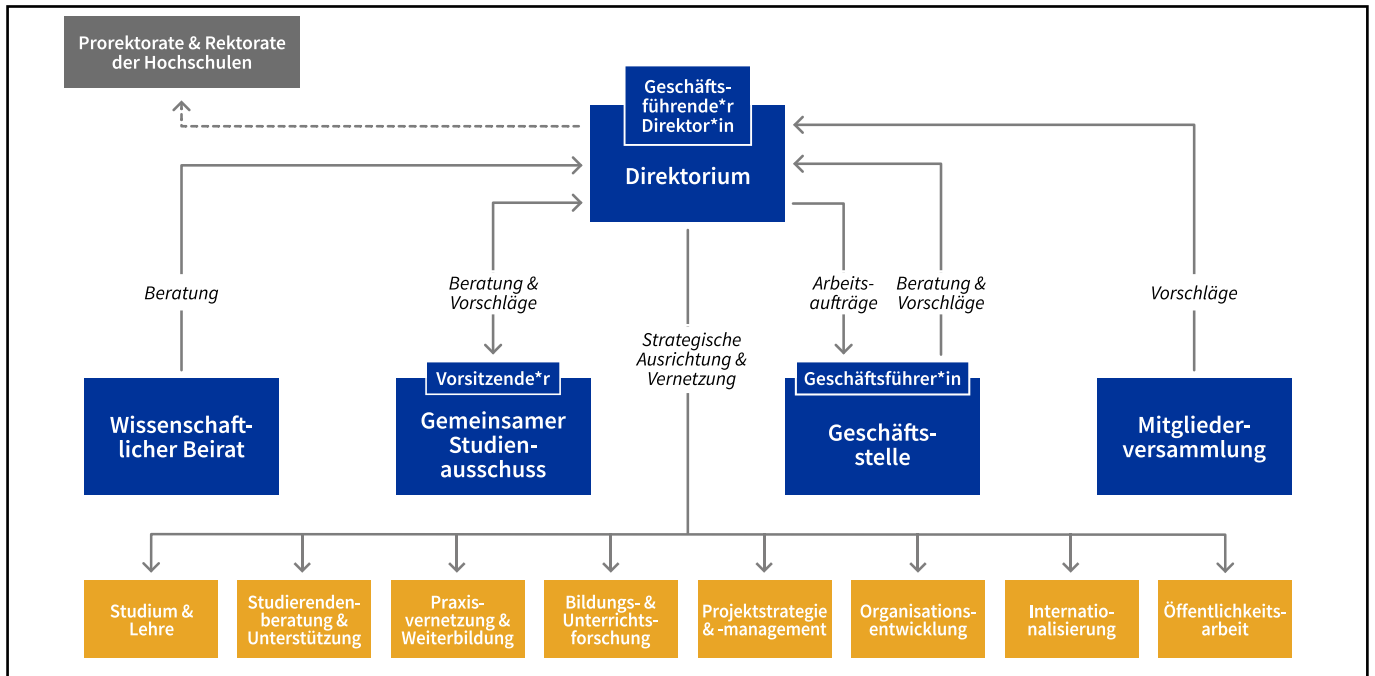 Prorektorate & Rektorate
der Hochschulen
Geschäfts-
führende*r
Direktor*in
Direktorium
Beratung
Beratung &
Vorschläge
Strategische
Ausrichtung &
Vernetzung
Arbeits-
aufträge
Beratung &
Vorschläge
Vorschläge
Wissenschaft-
licher Beirat
Vorsitzende*r
Gemeinsamer
Studien-
ausschuss
Geschäftsführer*in
Geschäfts-
stelle
Mitglieder-
versammlung
Studium &
Lehre
Studierenden-
beratung &
Unterstützung
Praxis-
vernetzung &
Weiterbildung
Bildungs- &
Unterrichts-
forschung
Projektstrategie
& -management
Organisations-
entwicklung
Internatio-
nalisierung
Öffentlichkeits-
arbeit